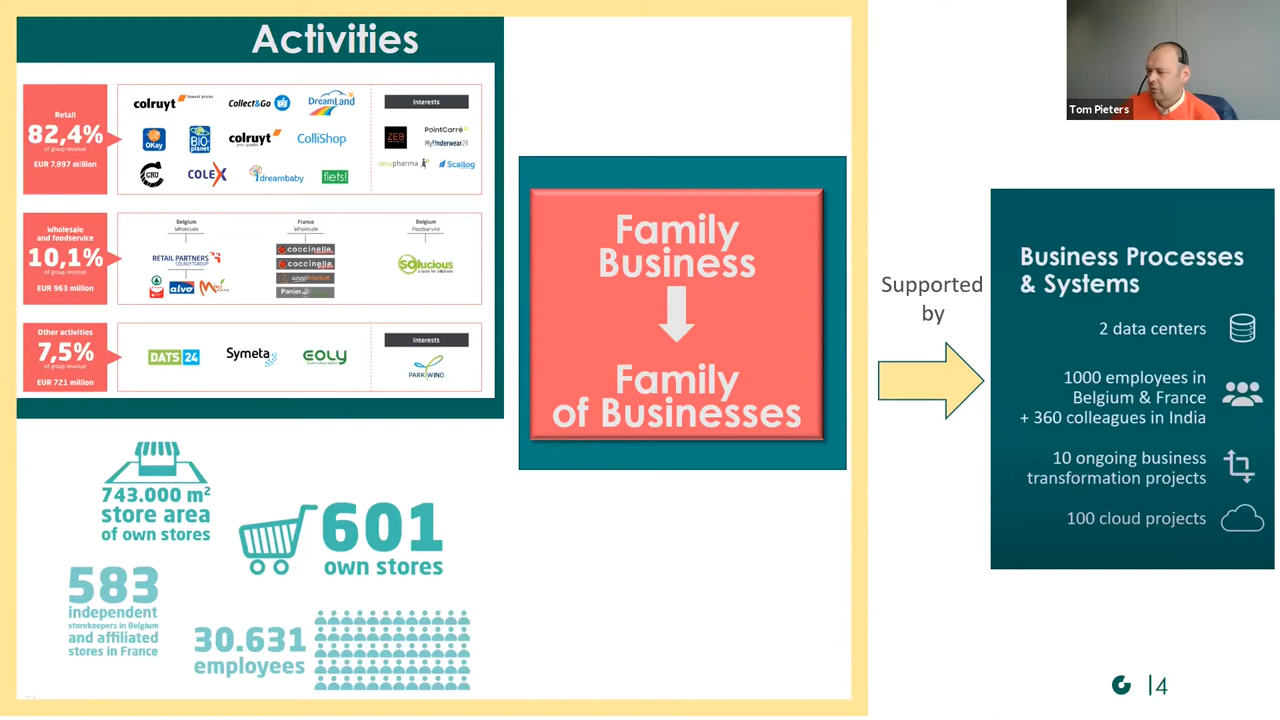 Activities
Retail
82,4%
of group revenue
EUR 7.897 million
colruyt lowest prices
Collect&Go
DreamLand
OKay
BIO-planet
colruyt
ColliShop
CRU
COLEX
dreambaby
fiets!
Interests
ZEB
PointCarré
MyUnderwear24
newpharma
Scallog
Wholesale
and foodservice
10,1%
of group revenue
EUR 963 million
Belgium
Wholesale
RETAIL PARTNERS
COLRUYTGROUP
SPAR
alvo
France
Wholesale
coccinelle
coccinelle
Panier
Belgium
Foodservice
solucious
Other activities
7,5%
of group revenue
EUR 721 million
DATS 24
Symeta
EOLY
Interests
PARKWIND
743.000 m²
store area
of own stores
601
own stores
583
independent
storekeepers in Belgium
and affiliated
stores in France
30.631
employees
Family
Business
Family
of Businesses
Supported
by
Tom Pieters
Business Processes
& Systems
2 data centers
1000 employees in
Belgium & France
+ 360 colleagues in India
10 ongoing business
transformation projects
100 cloud projects
|4